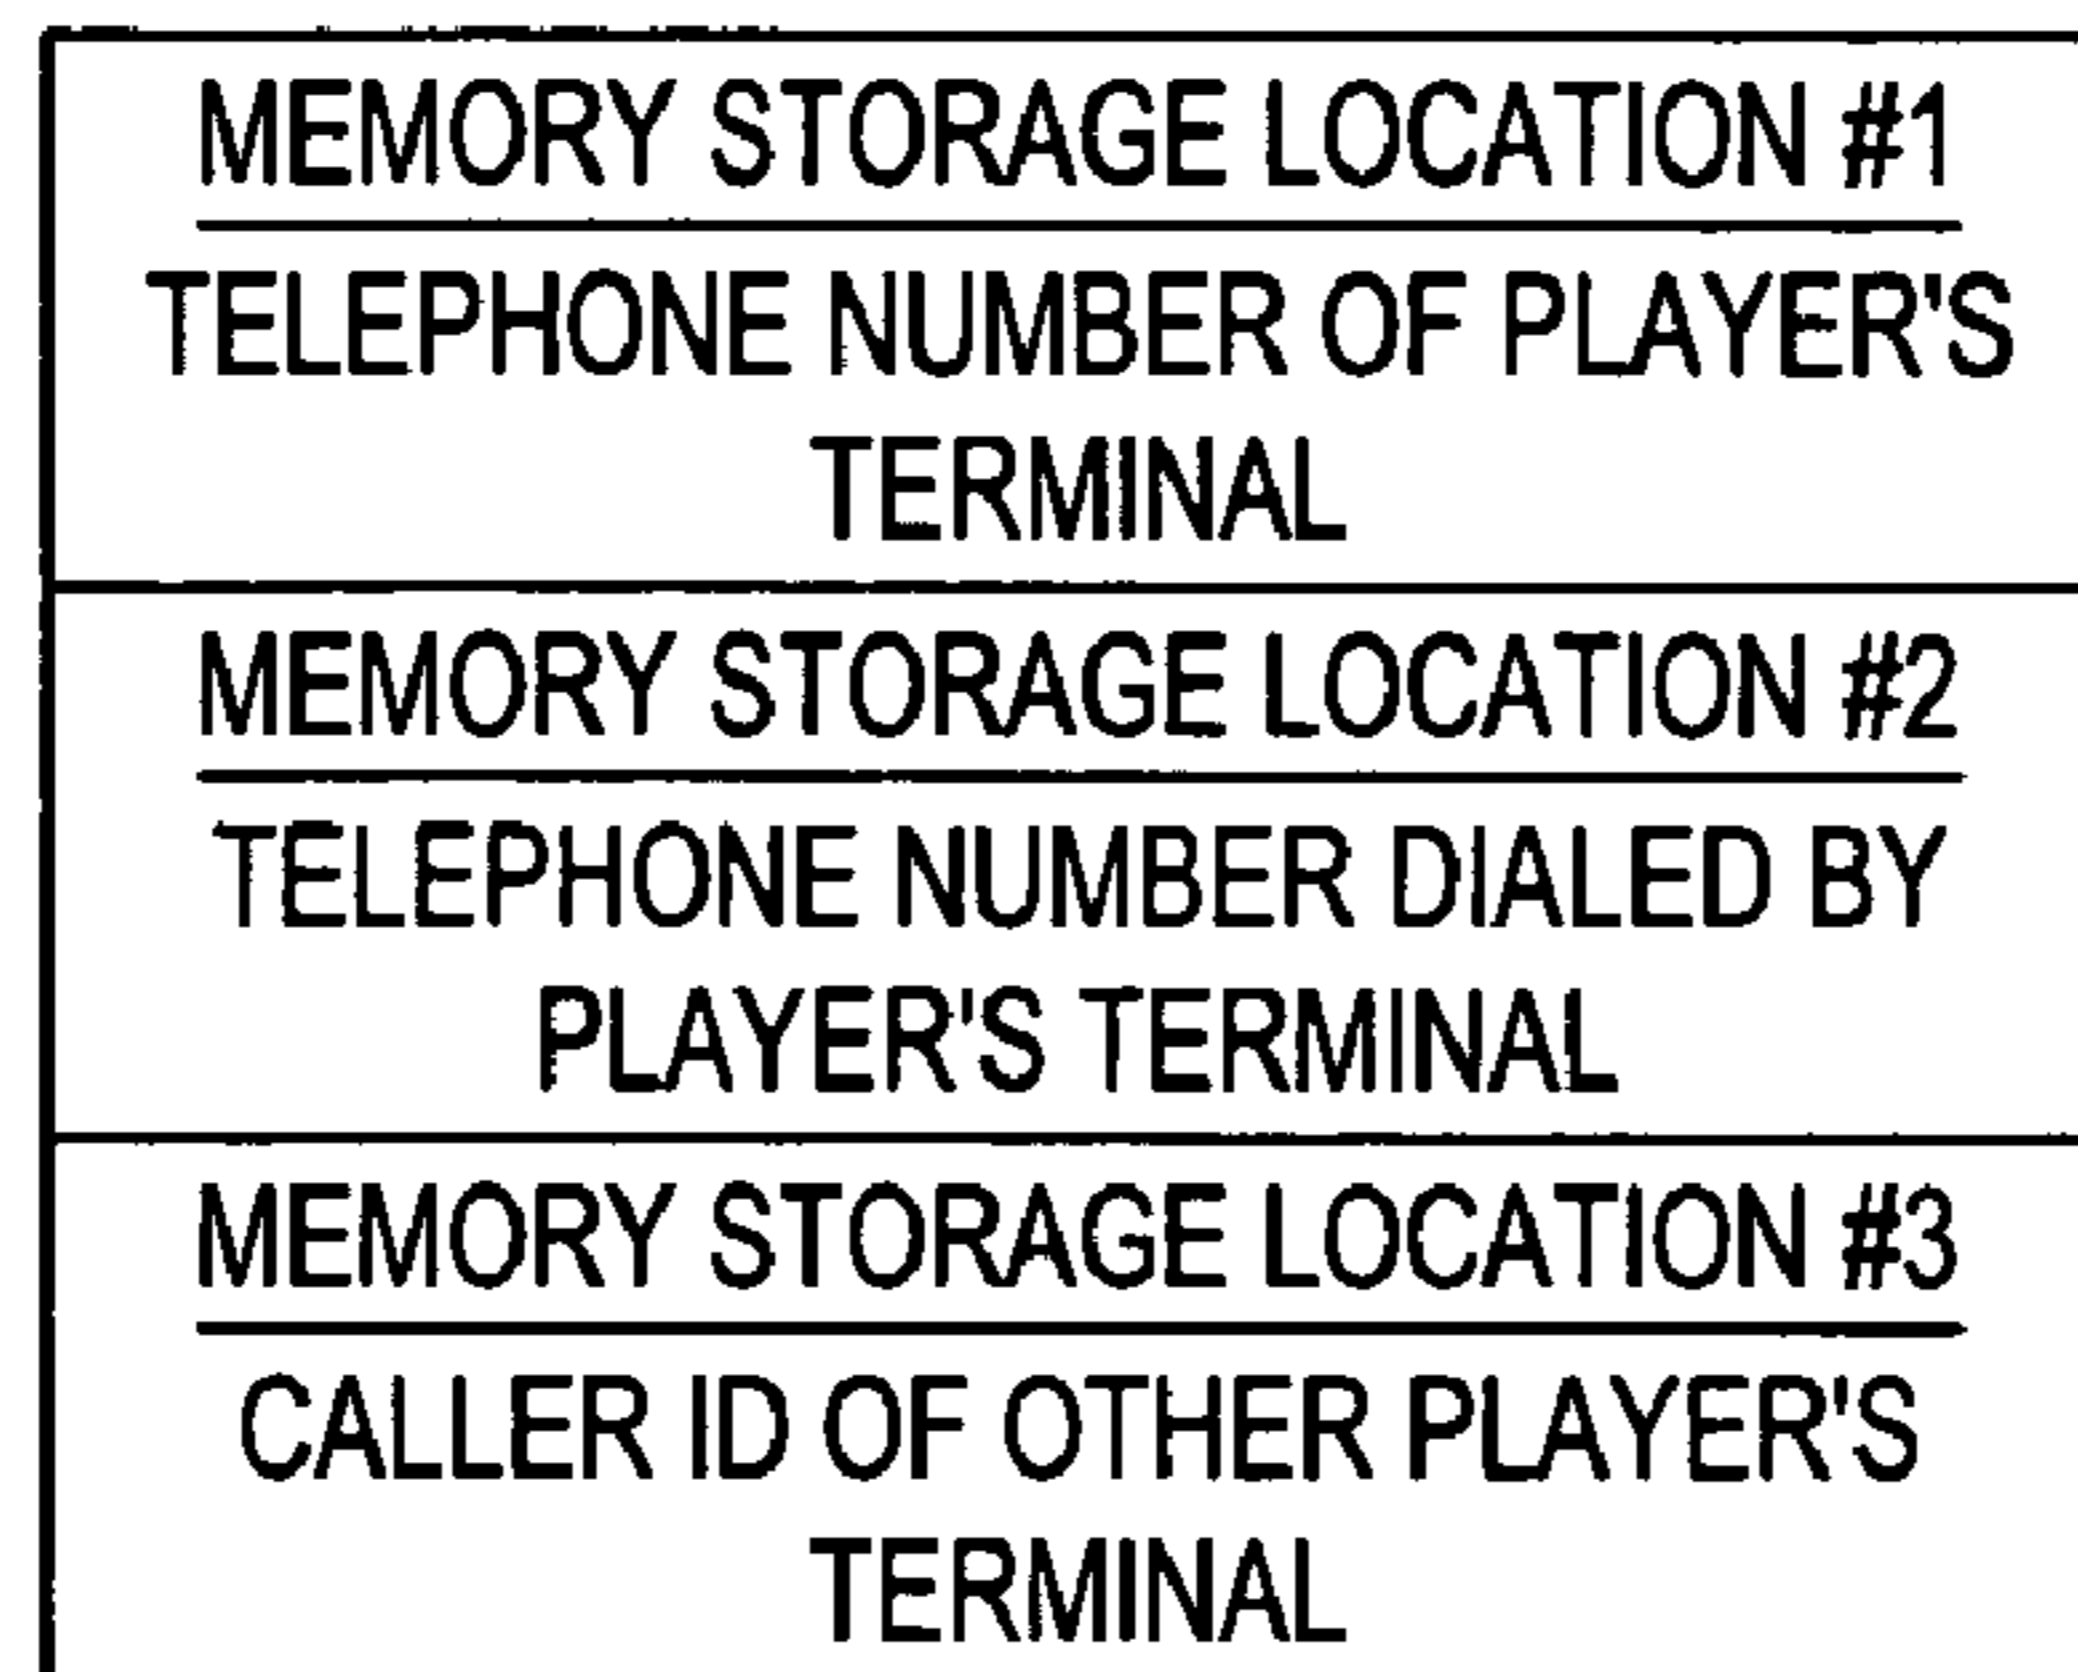 MEMORY STORAGE LOCATION #1
TELEPHONE NUMBER OF PLAYER'S
TERMINAL
MEMORY STORAGE LOCATION #2
TELEPHONE NUMBER DIALED BY
PLAYER'S TERMINAL
MEMORY STORAGE LOCATION #3
CALLER ID OF OTHER PLAYER'S
TERMINAL